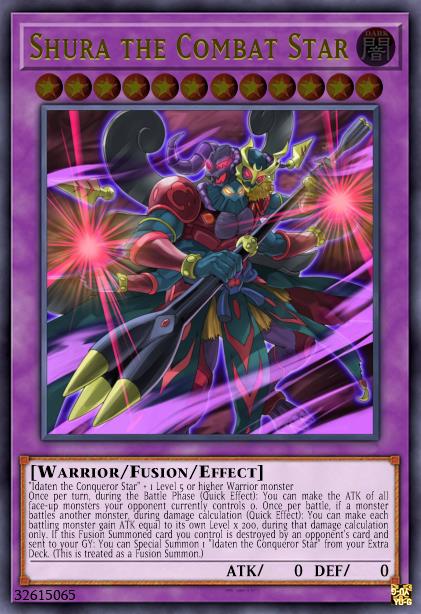 SHURA THE COMBAT STAR
DARK
闇
[WARRIOR/FUSION/EFFECT]
"Idaten the Conqueror Star" + 1 Level 5 or higher Warrior monster
Once per turn, during the Battle Phase (Quick Effect): You can make the ATK of all
face-up monsters your opponent currently controls 0. Once per battle, if a monster
battles another monster, during damage calculation (Quick Effect): You can make each
battling monster gain ATK equal to its own Level x 200, during that damage calculation
only. If this Fusion Summoned card you control is destroyed by an opponent's card and
sent to your GY: You can Special Summon 1 "Idaten the Conqueror Star" from your Extra
Deck. (This is treated as a Fusion Summon.)
ATK/ 0 DEF/ 0
32615065